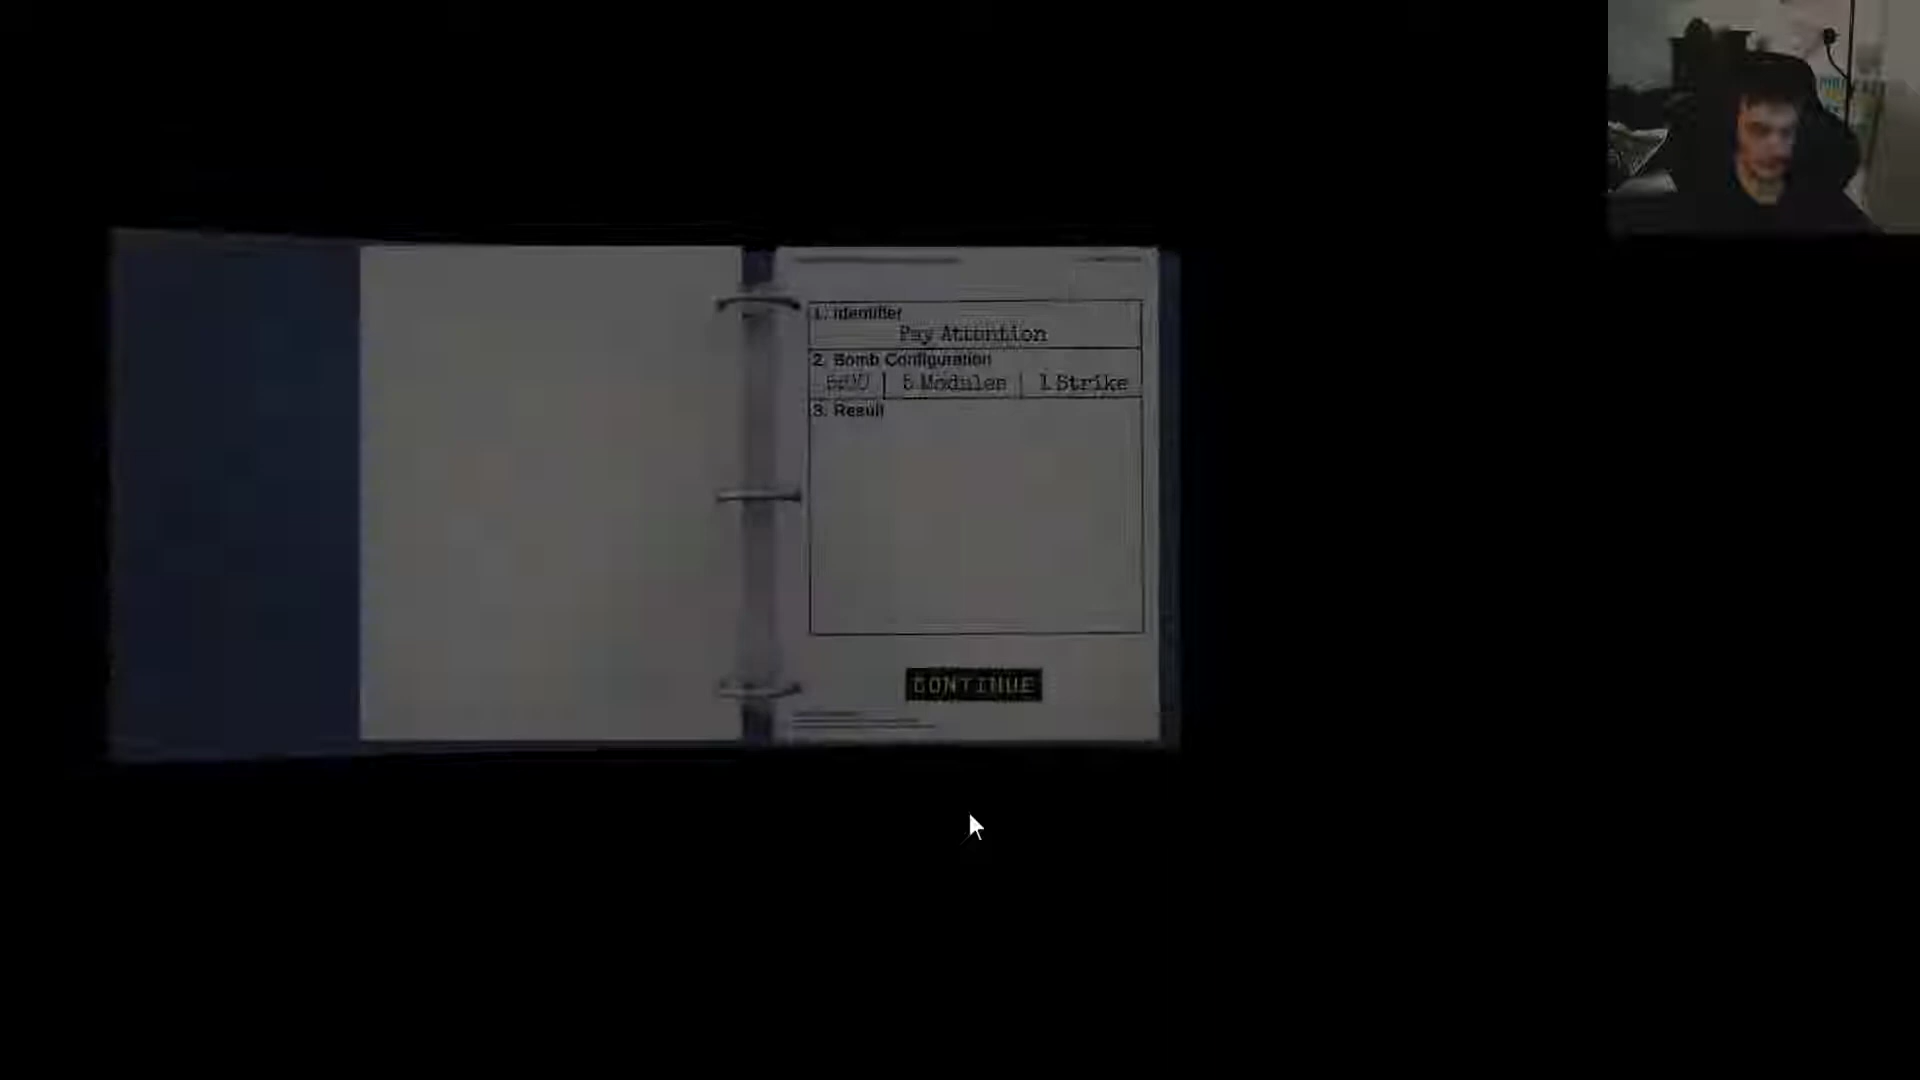 1. Identifier
Pay Attention
2. Bomb Configuration
5 Modules 1 Strike
3. Result
CONTINUE